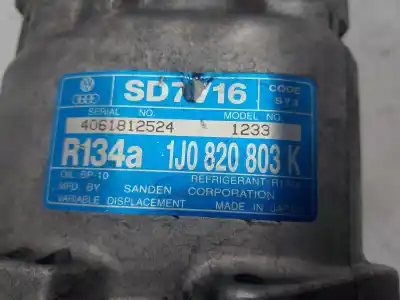 SD7V16
CODE
SERIAL NO.
MODEL NO.
4061812524
1233
R134a
1J0 820 803 K
OIL SP-10
REFRIGERANT
MFD BY SANDEN CORPORATION
VARIABLE DISPLACEMENT
MADE IN